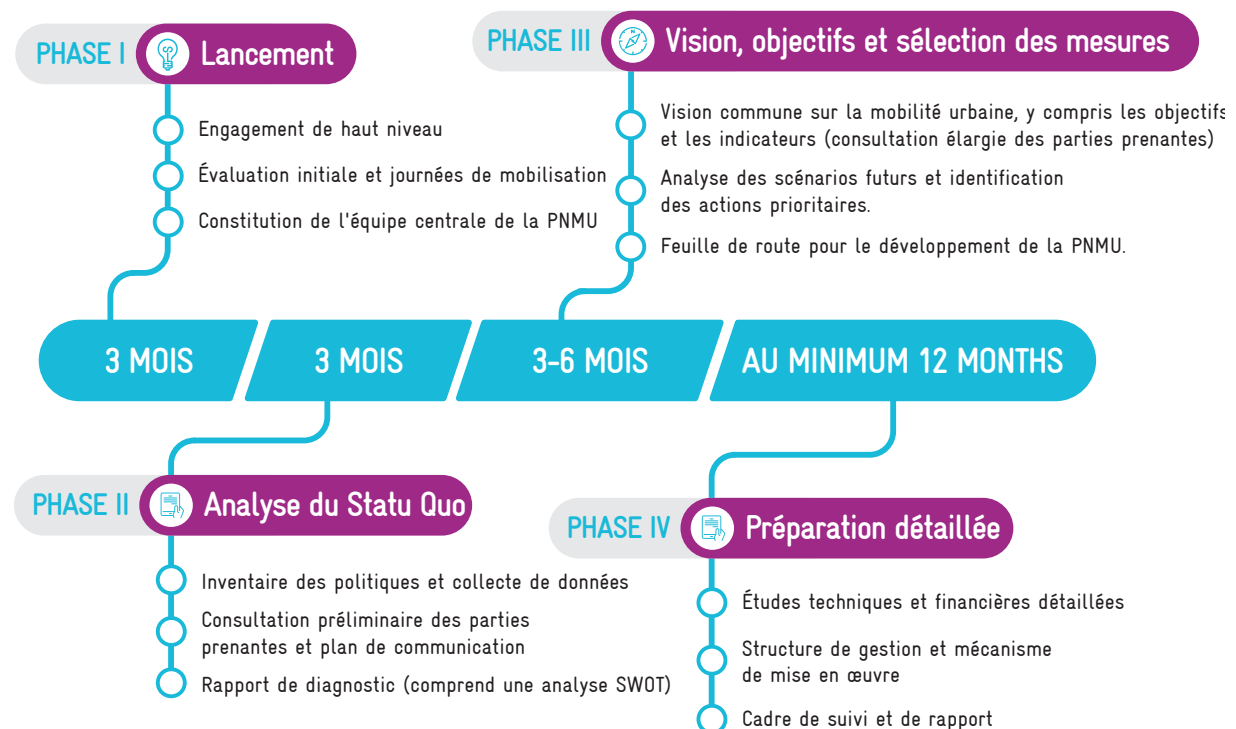 PHASE I
Lancement
Engagement de haut niveau
Évaluation initiale et journées de mobilisation
Constitution de l'équipe centrale de la PNMU
PHASE III
Vision, objectifs et sélection des mesures
Vision commune sur la mobilité urbaine, y compris les objectifs
et les indicateurs (consultation élargie des parties prenantes)
Analyse des scénarios futurs et identification
des actions prioritaires.
Feuille de route pour le développement de la PNMU.
3 MOIS
3 MOIS
3-6 MOIS
AU MINIMUM 12 MONTHS
PHASE II
Analyse du Statu Quo
Inventaire des politiques et collecte de données
Consultation préliminaire des parties
prenantes et plan de communication
Rapport de diagnostic (comprend une analyse SWOT)
PHASE IV
Préparation détaillée
Études techniques et financières détaillées
Structure de gestion et mécanisme
de mise en œuvre
Cadre de suivi et de rapport